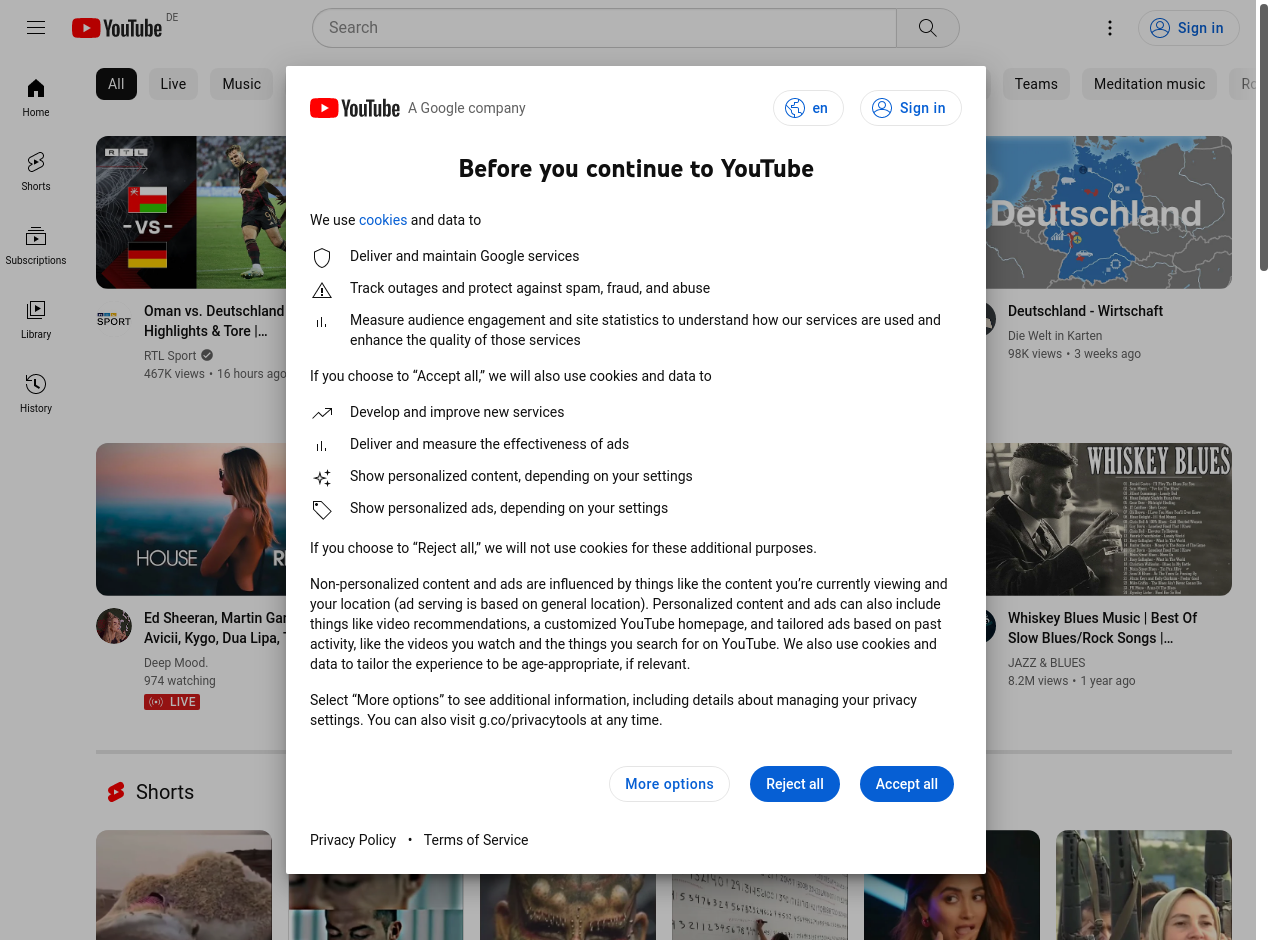 YouTube DE
Search
Sign in
All
Live
Music
Teams
Meditation music
Home
Shorts
Subscriptions
Library
History
RTL
- VS -
Deutschland
SPORT
Oman vs. Deutschland
Highlights & Tore |...
RTL Sport
467K views • 16 hours ago
Deutschland - Wirtschaft
Die Welt in Karten
98K views • 3 weeks ago
YouTube A Google company
en
Sign in
Before you continue to YouTube
We use cookies and data to
Deliver and maintain Google services
Track outages and protect against spam, fraud, and abuse
Measure audience engagement and site statistics to understand how our services are used and
enhance the quality of those services
If you choose to “Accept all,” we will also use cookies and data to
Develop and improve new services
Deliver and measure the effectiveness of ads
Show personalized content, depending on your settings
Show personalized ads, depending on your settings
If you choose to “Reject all,” we will not use cookies for these additional purposes.
Non-personalized content and ads are influenced by things like the content you’re currently viewing and
your location (ad serving is based on general location). Personalized content and ads can also include
things like video recommendations, a customized YouTube homepage, and tailored ads based on past
activity, like the videos you watch and the things you search for on YouTube. We also use cookies and
data to tailor the experience to be age-appropriate, if relevant.
Select “More options” to see additional information, including details about managing your privacy
settings. You can also visit g.co/privacytools at any time.
More options
Reject all
Accept all
Privacy Policy • Terms of Service
HOUSE
Ed Sheeran, Martin Gar
Avicii, Kygo, Dua Lipa,
Deep Mood.
974 watching
LIVE
WHISKEY BLUES
Whiskey Blues Music | Best Of
Slow Blues/Rock Songs |...
JAZZ & BLUES
8.2M views • 1 year ago
Shorts